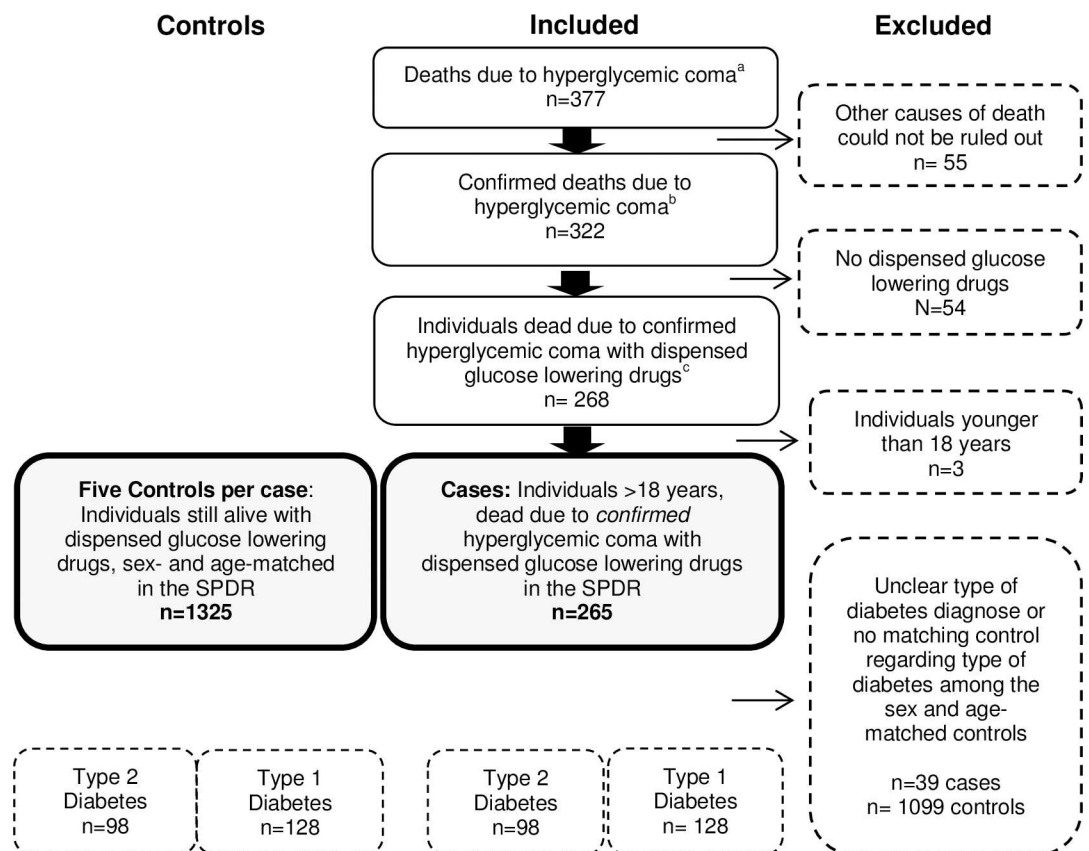 Controls
Included
Excluded
Deaths due to hyperglycemic comaᵃ
n=377
Other causes of death
could not be ruled out
n= 55
Confirmed deaths due to
hyperglycemic comaᵇ
n=322
No dispensed glucose
lowering drugs
N=54
Individuals dead due to confirmed
hyperglycemic coma with dispensed
glucose lowering drugsᶜ
n= 268
Individuals younger
than 18 years
n=3
Five Controls per case:
Individuals still alive with
dispensed glucose lowering
drugs, sex- and age-matched
in the SPDR
n=1325
Cases: Individuals >18 years,
dead due to confirmed
hyperglycemic coma with
dispensed glucose lowering drugs
in the SPDR
n=265
Unclear type of
diabetes diagnose or
no matching control
regarding type of
diabetes among the
sex and age-
matched controls
n=39 cases
n= 1099 controls
Type 2
Diabetes
n=98
Type 1
Diabetes
n=128
Type 2
Diabetes
n=98
Type 1
Diabetes
n= 128